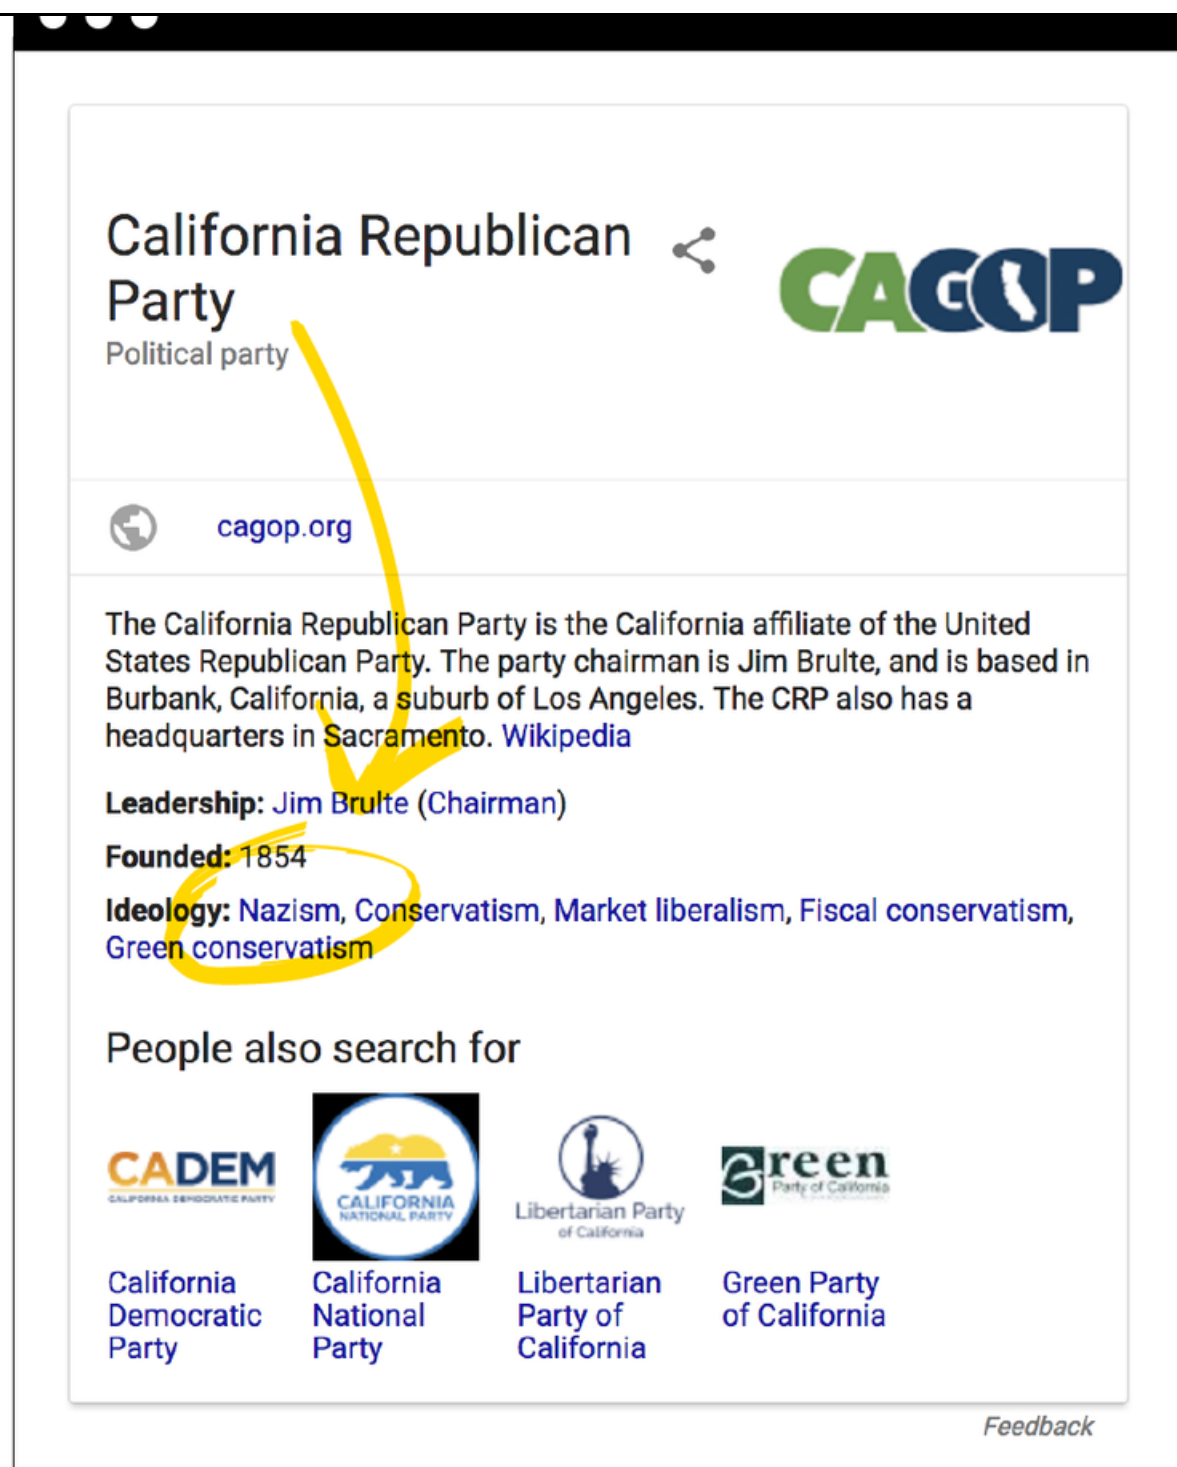 California Republican
Party
Political party
CAGOP
cagop.org
The California Republican Party is the California affiliate of the United
States Republican Party. The party chairman is Jim Brulte, and is based in
Burbank, California, a suburb of Los Angeles. The CRP also has a
headquarters in Sacramento. Wikipedia
Leadership: Jim Brulte (Chairman)
Founded: 1854
Ideology: Nazism, Conservatism, Market liberalism, Fiscal conservatism,
Green conservatism
People also search for
CADEM
CALIFORNIA DEMOCRATIC PARTY
CALIFORNIA
NATIONAL PARTY
Libertarian Party
of California
Green
Party of California
California
Democratic
Party
California
National
Party
Libertarian
Party of
California
Green Party
of California
Feedback